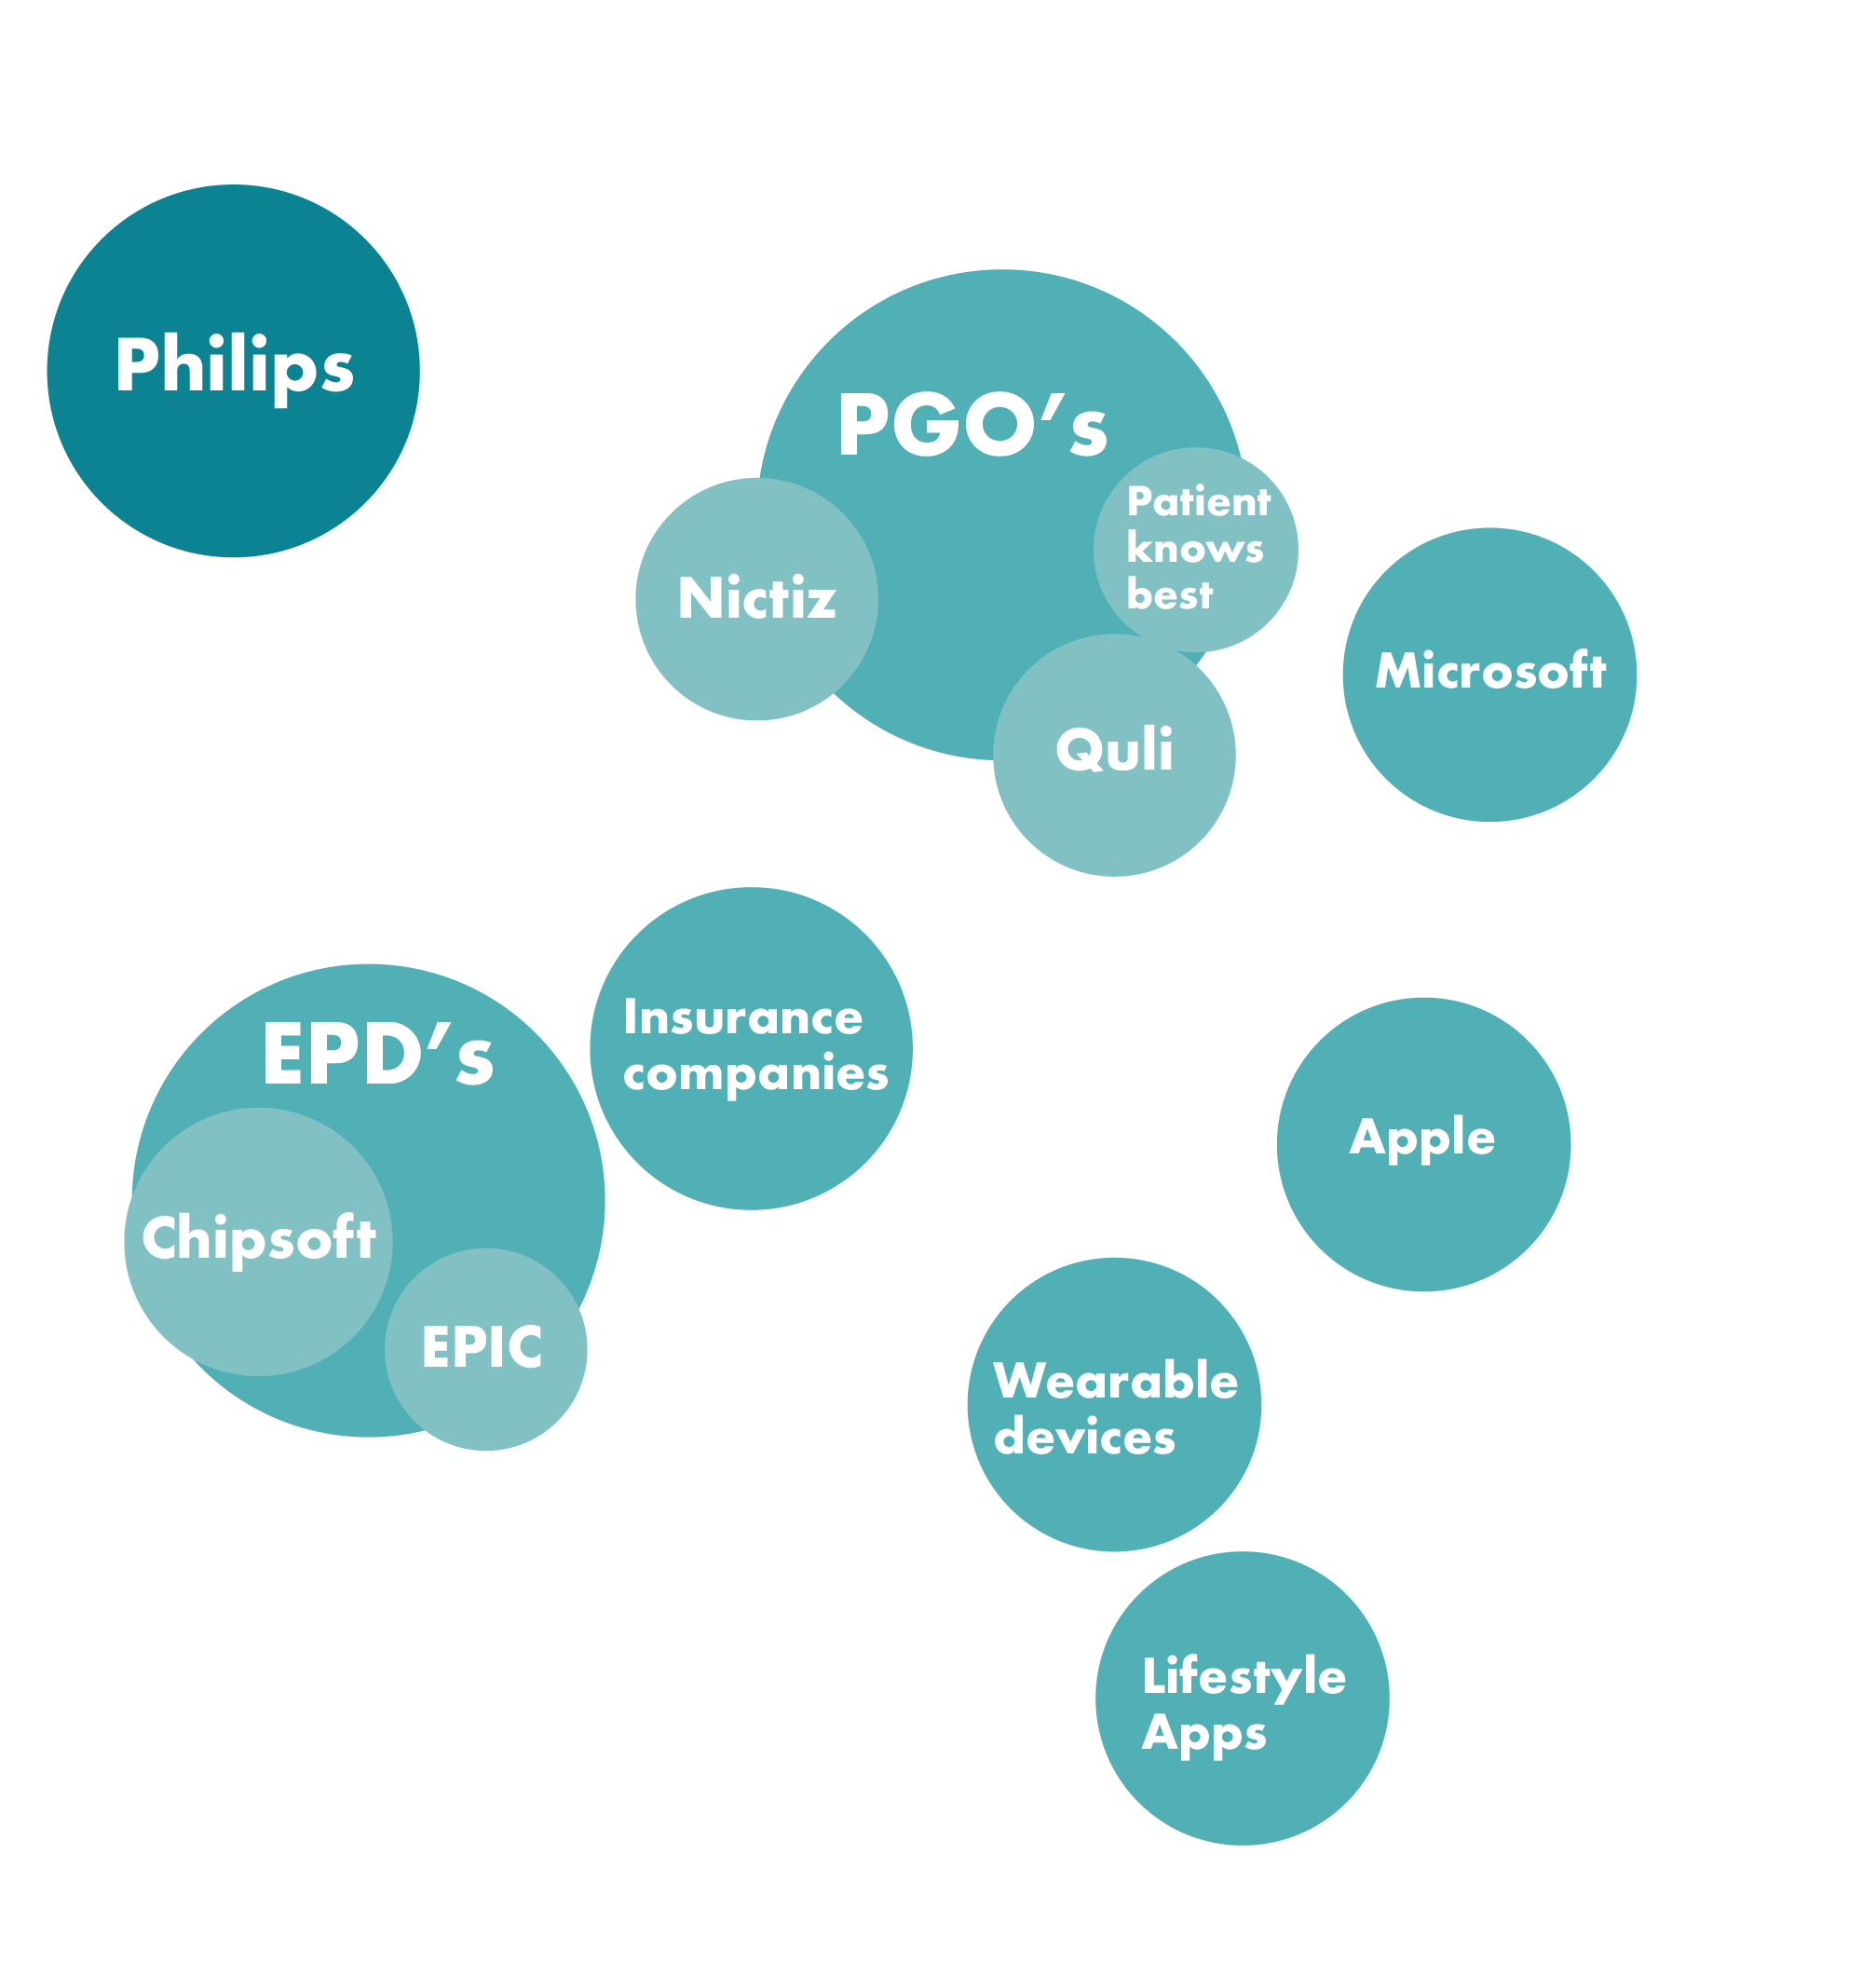 Philips
PGO’s
Patient
knows
best
Nictiz
Microsoft
Quli
Insurance
companies
EPD’s
Apple
Chipsoft
EPIC
Wearable
devices
Lifestyle
Apps